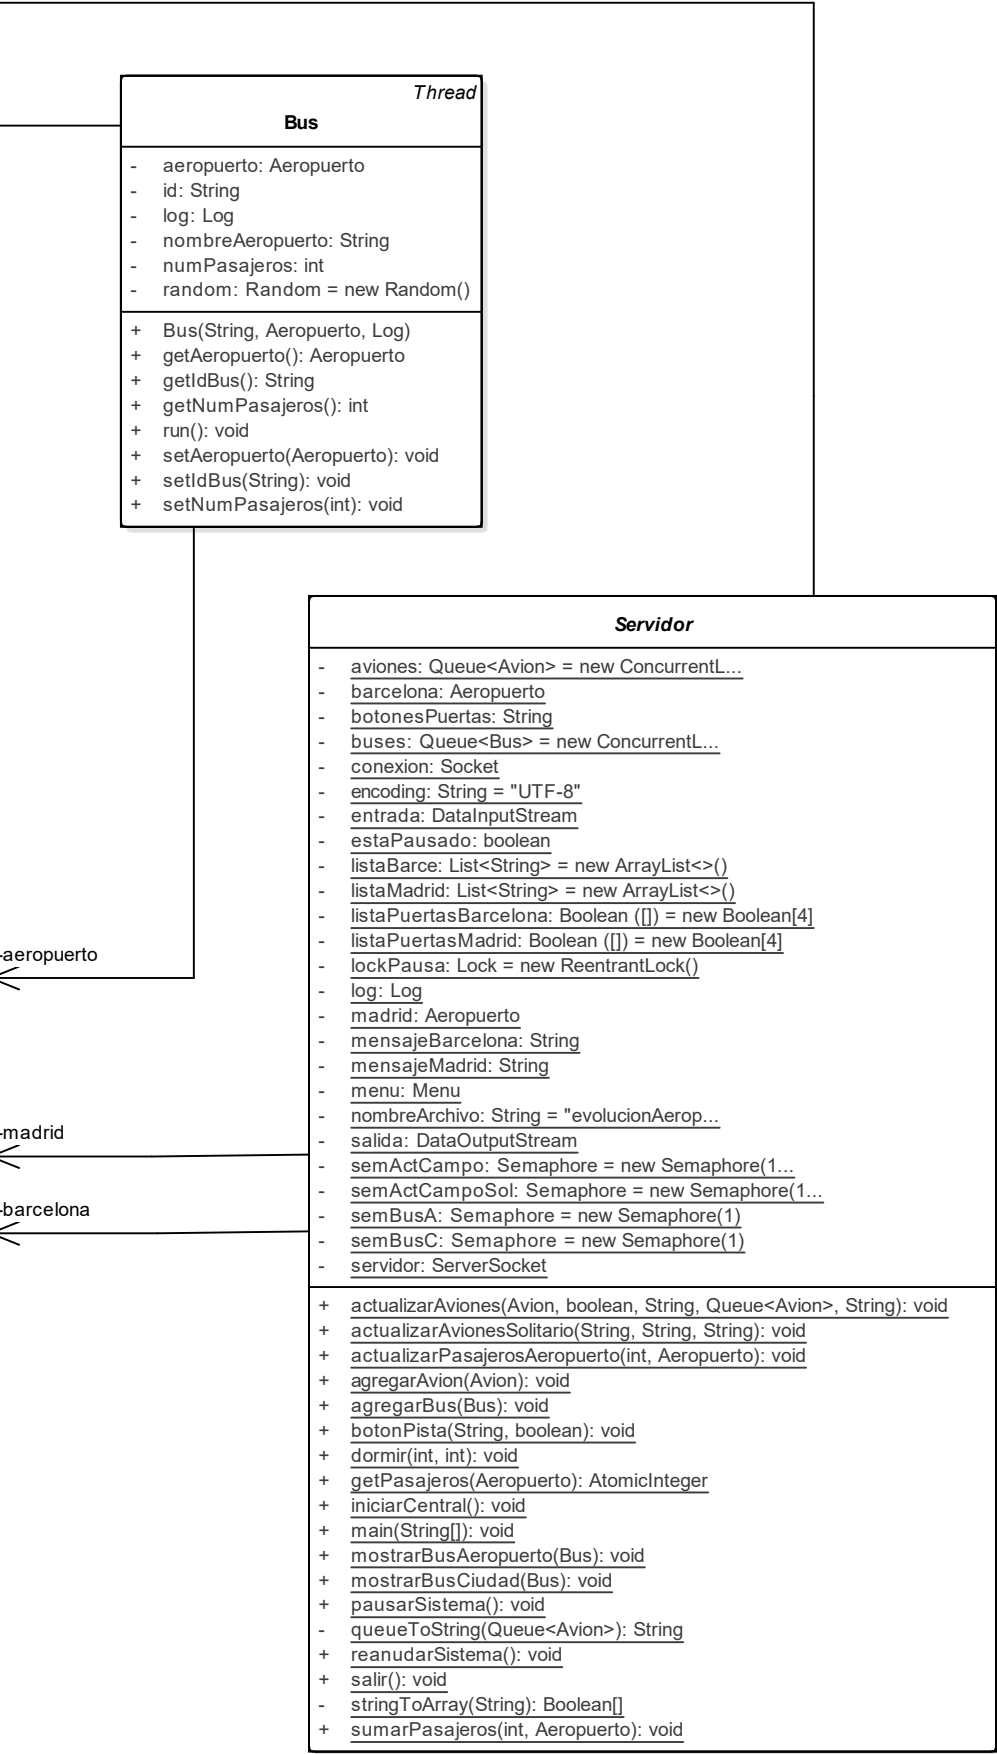 Thread
Bus
- aeropuerto: Aeropuerto
- id: String
- log: Log
- nombreAeropuerto: String
- numPasajeros: int
- random: Random = new Random()
+ Bus(String, Aeropuerto, Log)
+ getAeropuerto(): Aeropuerto
+ getIdBus(): String
+ getNumPasajeros(): int
+ run(): void
+ setAeropuerto(Aeropuerto): void
+ setIdBus(String): void
+ setNumPasajeros(int): void
-aeropuerto
-madrid
-barcelona
Servidor
- aviones: Queue<Avion> = new ConcurrentL...
- barcelona: Aeropuerto
- botonesPuertas: String
- buses: Queue<Bus> = new ConcurrentL...
- conexion: Socket
- encoding: String = "UTF-8"
- entrada: DataInputStream
- estaPausado: boolean
- listaBarce: List<String> = new ArrayList<>()
- listaMadrid: List<String> = new ArrayList<>()
- listaPuertasBarcelona: Boolean ([]) = new Boolean[4]
- listaPuertasMadrid: Boolean ([]) = new Boolean[4]
- lockPausa: Lock = new ReentrantLock()
- log: Log
- madrid: Aeropuerto
- mensajeBarcelona: String
- mensajeMadrid: String
- menu: Menu
- nombreArchivo: String = "evolucionAerop...
- salida: DataOutputStream
- semActCampo: Semaphore = new Semaphore(1...
- semActCampoSol: Semaphore = new Semaphore(1...
- semBusA: Semaphore = new Semaphore(1)
- semBusC: Semaphore = new Semaphore(1)
- servidor: ServerSocket
+ actualizarAviones(Avion, boolean, String, Queue<Avion>, String): void
+ actualizarAvionesSolitario(String, String, String): void
+ actualizarPasajerosAeropuerto(int, Aeropuerto): void
+ agregarAvion(Avion): void
+ agregarBus(Bus): void
+ botonPista(String, boolean): void
+ dormir(int, int): void
+ getPasajeros(Aeropuerto): AtomicInteger
+ iniciarCentral(): void
+ main(String[]): void
+ mostrarBusAeropuerto(Bus): void
+ mostrarBusCiudad(Bus): void
+ pausarSistema(): void
- queueToString(Queue<Avion>): String
+ reanudarSistema(): void
+ salir(): void
- stringToArray(String): Boolean[]
+ sumarPasajeros(int, Aeropuerto): void